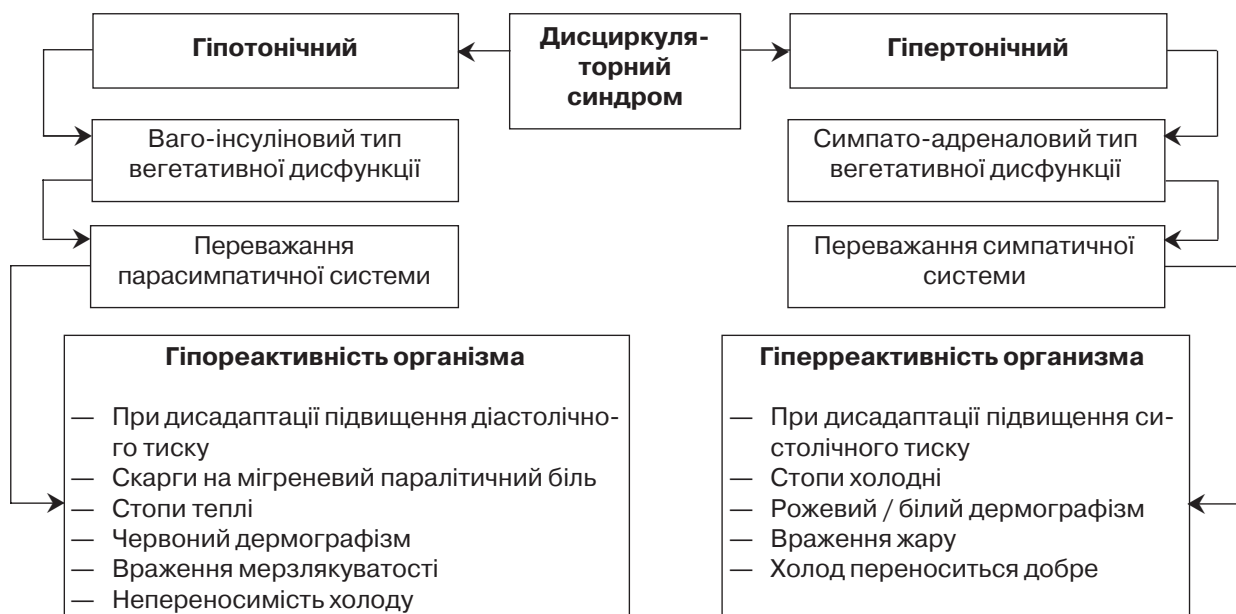 Гіпотонічний
Дисциркуля-
торний
синдром
Гіпертонічний
Ваго-інсуліновий тип
вегетативної дисфункції
Симпато-адреналовий тип
вегетативної дисфункції
Переважання
парасимпатичної системи
Переважання симпатичної
системи
Гіпореактивність організма
— При дисадаптації підвищення діастолічно-
го тиску
— Скарги на мігреневий паралітичний біль
— Стопи теплі
— Червоний дермографізм
— Враження мерзлякуватості
— Непереносимість холоду
Гіперреактивність организма
— При дисадаптації підвищення си-
столічного тиску
— Стопи холодні
— Рожевий / білий дермографізм
— Враження жару
— Холод переноситься добре